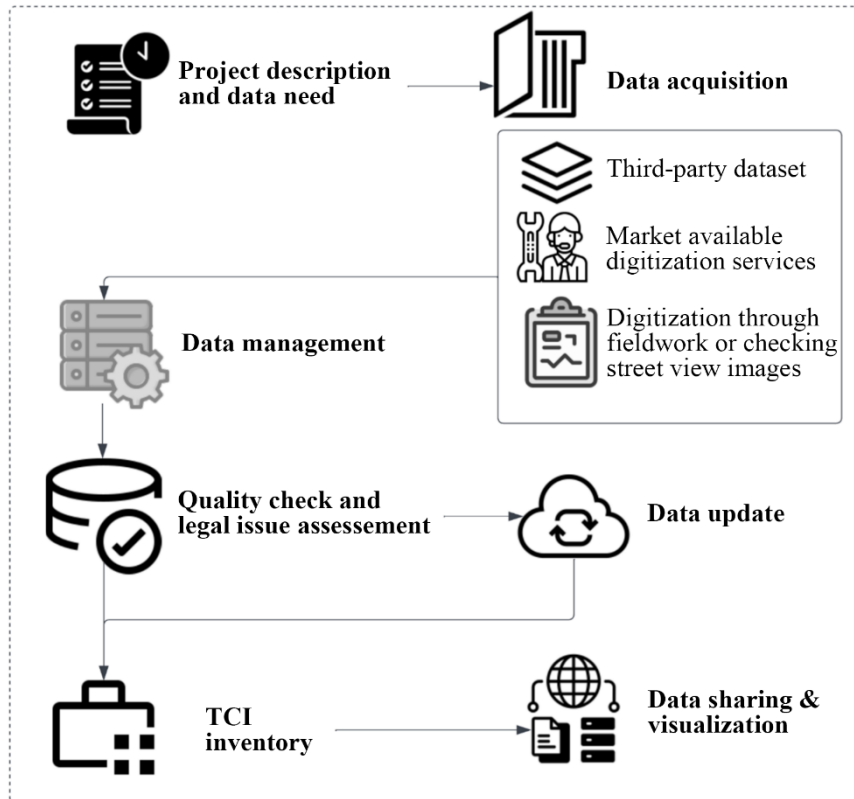 Project description
and data need
Data acquisition
Third-party dataset
Market available
digitization services
Digitization through
fieldwork or checking
street view images
Data management
Quality check and
legal issue assessement
Data update
TCI
inventory
Data sharing &
visualization